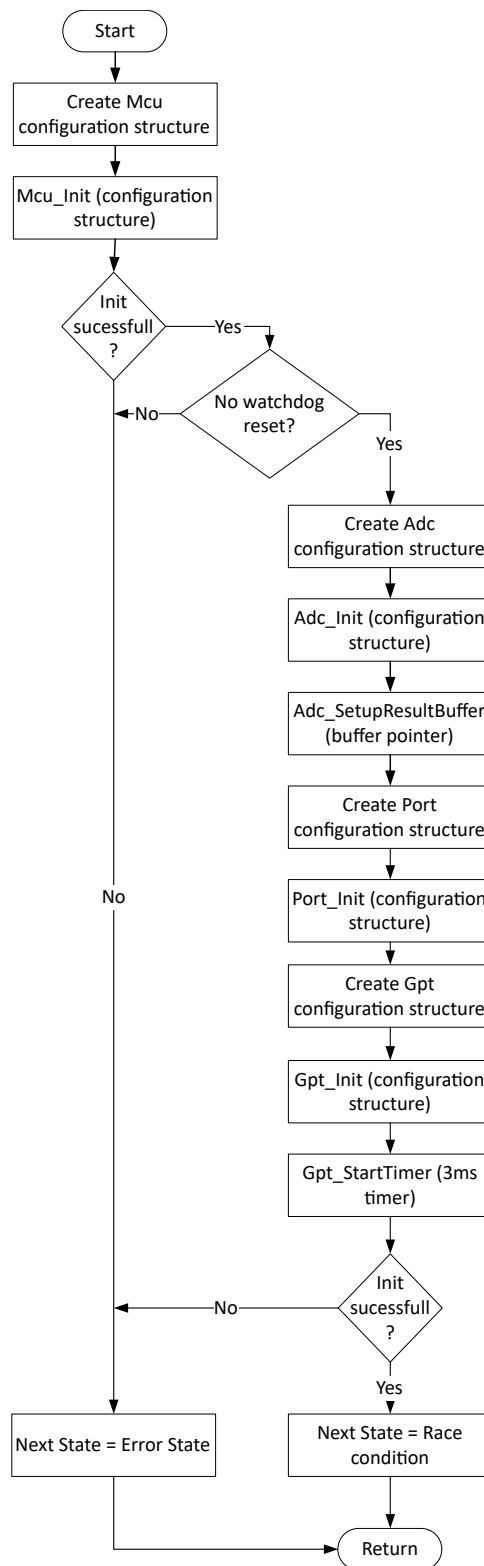 Start
Create Mcu
configuration structure
Mcu_Init (configuration
structure)
Init
sucessfull
?
Yes
No watchdog
reset?
No
Yes
Create Adc
configuration structure
Adc_Init (configuration
structure)
Adc_SetupResultBuffer
(buffer pointer)
Create Port
configuration structure
Port_Init (configuration
structure)
No
Create Gpt
configuration structure
Gpt_Init (configuration
structure)
Gpt_StartTimer (3ms
timer)
Init
sucessfull
?
No
Yes
Next State = Error State
Next State = Race
condition
Return